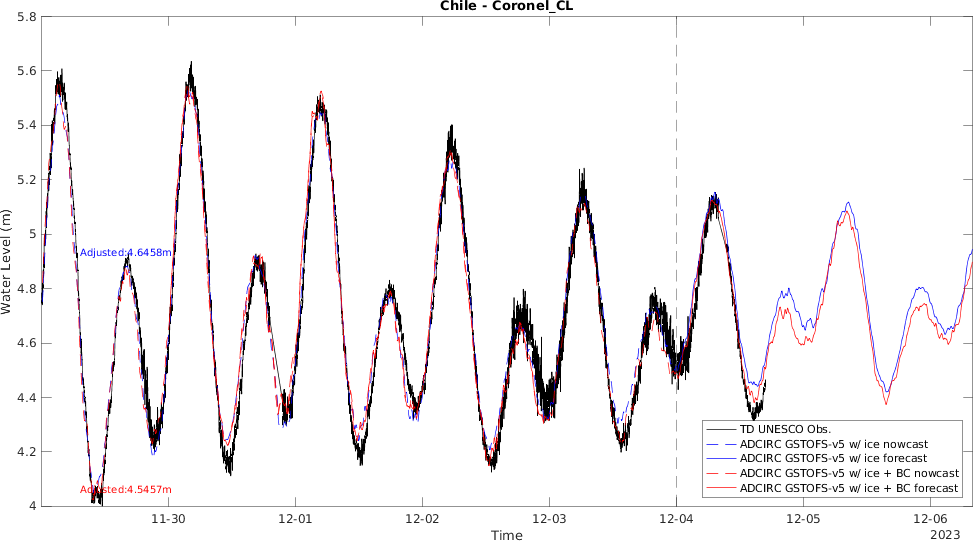 Chile - Coronel_CL
5.8
5.6
5.4
5.2
5
4.8
4.6
4.4
4.2
4
Water Level (m)
Adjusted:4.6458m
Adjusted:4.5457m
TD UNESCO Obs.
ADCIRC GSTOFS-v5 w/ ice nowcast
ADCIRC GSTOFS-v5 w/ ice forecast
ADCIRC GSTOFS-v5 w/ ice + BC nowcast
ADCIRC GSTOFS-v5 w/ ice + BC forecast
11-30 12-01 12-02 12-03 12-04 12-05 12-06
Time
2023